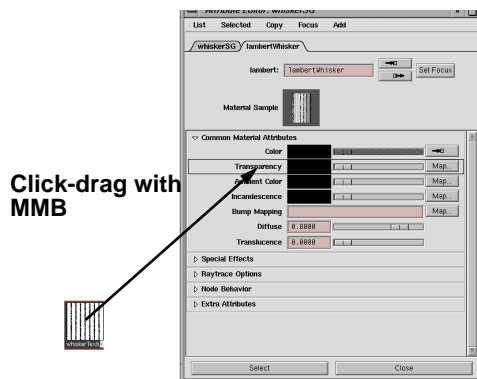 Attribute Editor: whiskerSG
List Selected Copy Focus Add
whiskerSG lambertWhisker
lambert: lambertWhisker
Set Focus
Material Sample
Common Material Attributes
Color
Transparency Map...
Ambient Color Map...
Incandescence Map...
Bump Mapping Map...
Diffuse 0.8000
Translucence 0.0000
Special Effects
Raytrace Options
Node Behavior
Extra Attributes
Select Close
Click-drag with
MMB